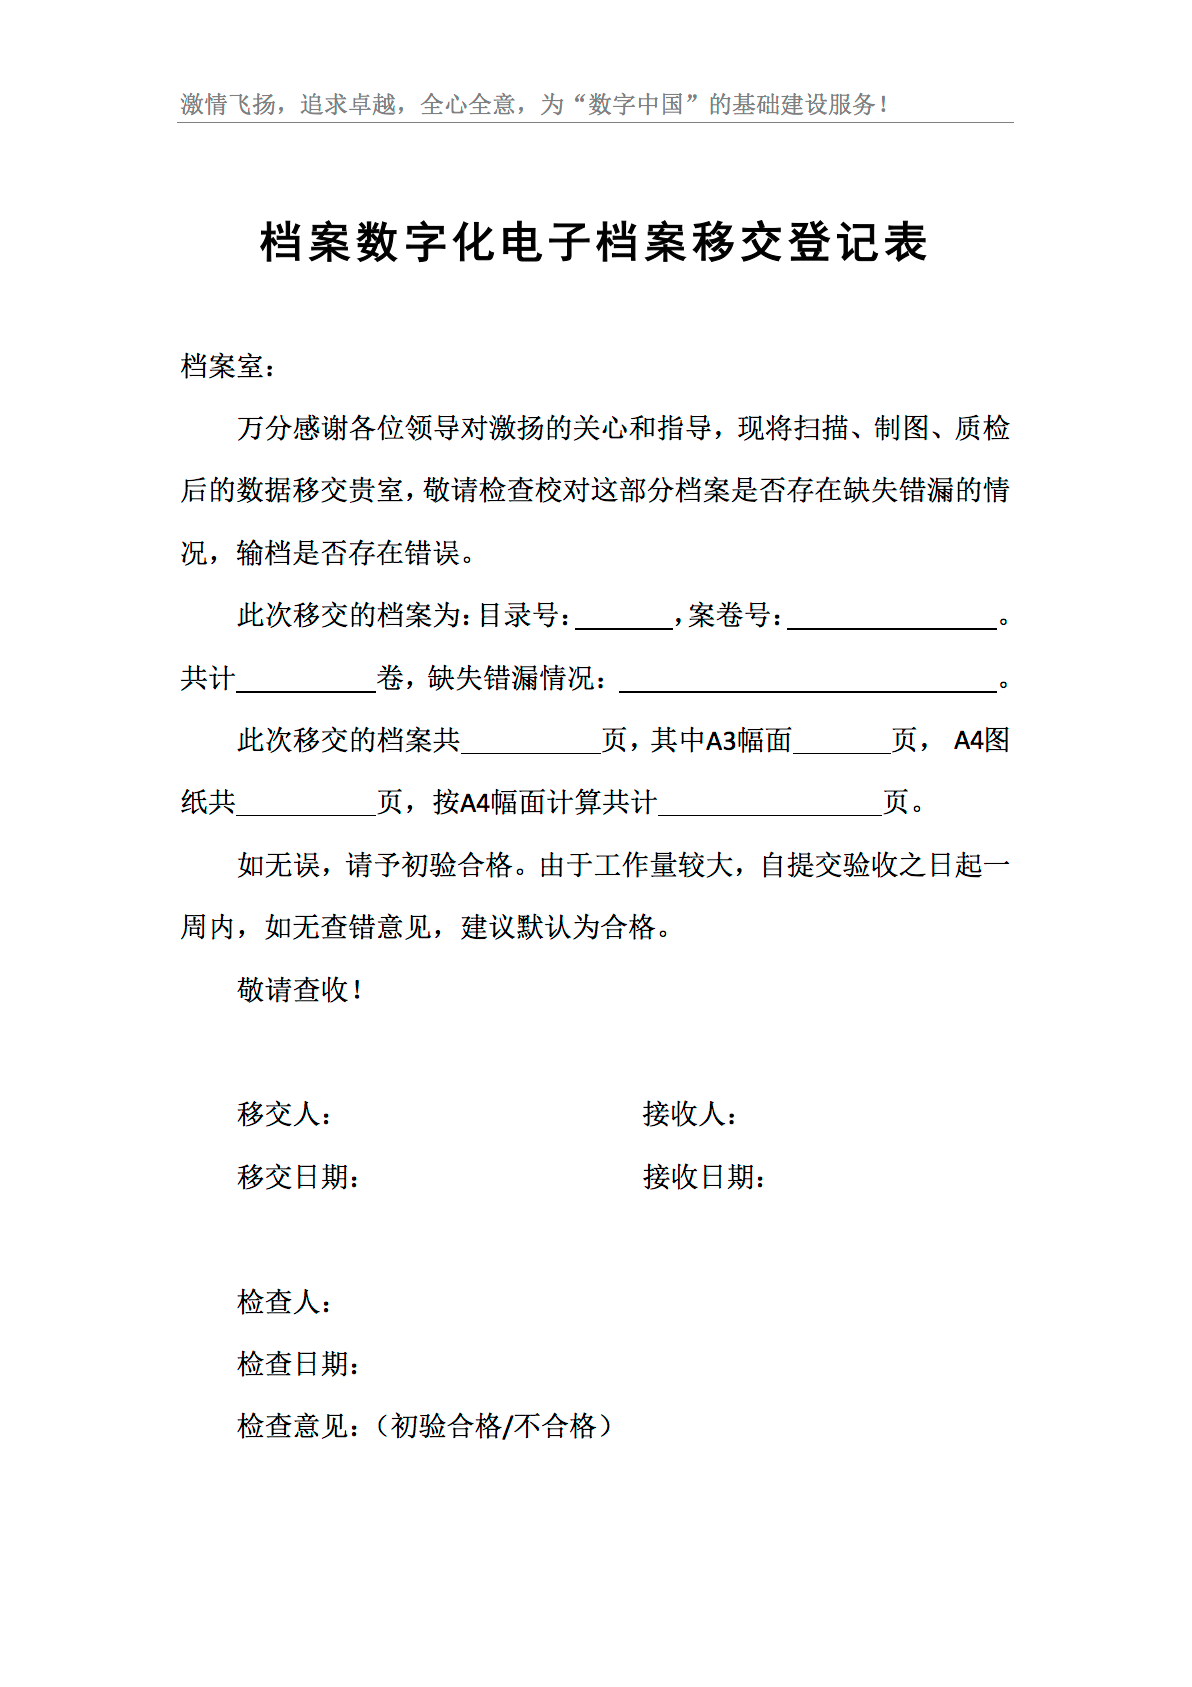 激情飞扬，追求卓越，全心全意，为“数字中国”的基础建设服务！
档案数字化电子档案移交登记表
档案室：
万分感谢各位领导对激扬的关心和指导，现将扫描、制图、质检
后的数据移交贵室，敬请检查校对这部分档案是否存在缺失错漏的情
况，输档是否存在错误。
此次移交的档案为：目录号：_______，案卷号：_______________。
共计__________卷，缺失错漏情况：___________________________。
此次移交的档案共__________页，其中A3幅面_______页， A4图
纸共__________页，按A4幅面计算共计________________页。
如无误，请予初验合格。由于工作量较大，自提交验收之日起一
周内，如无查错意见，建议默认为合格。
敬请查收！
移交人： 接收人：
移交日期： 接收日期：
检查人：
检查日期：
检查意见：（初验合格/不合格）